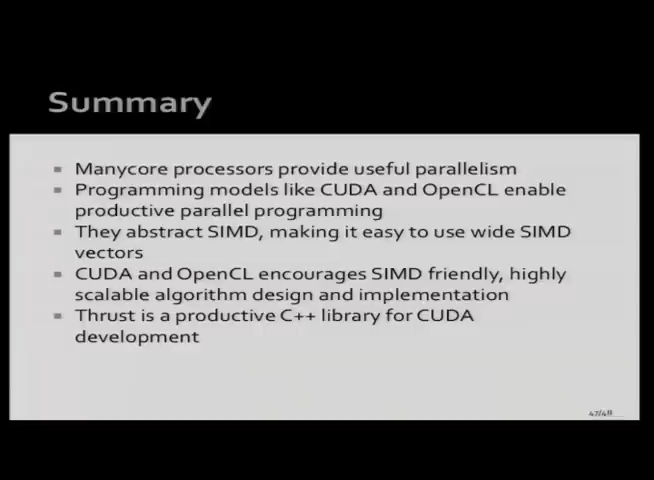 Summary
Manycore processors provide useful parallelism
Programming models like CUDA and OpenCL enable
productive parallel programming
They abstract SIMD, making it easy to use wide SIMD
vectors
CUDA and OpenCL encourages SIMD friendly, highly
scalable algorithm design and implementation
Thrust is a productive C++ library for CUDA
development
47/48